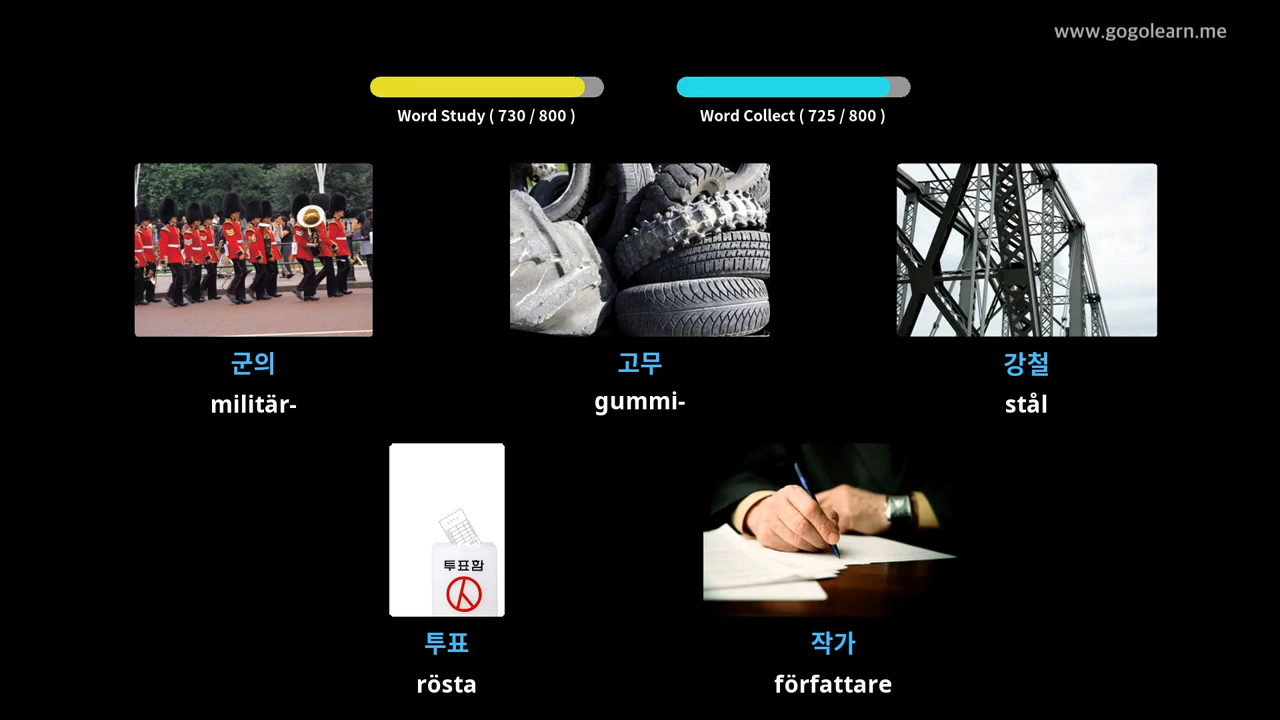 www.gogolearn.me
Word Study ( 730 / 800 )
Word Collect ( 725 / 800 )
군의
militär-
고무
gummi-
강철
stål
투표함
투표
rösta
작가
författare